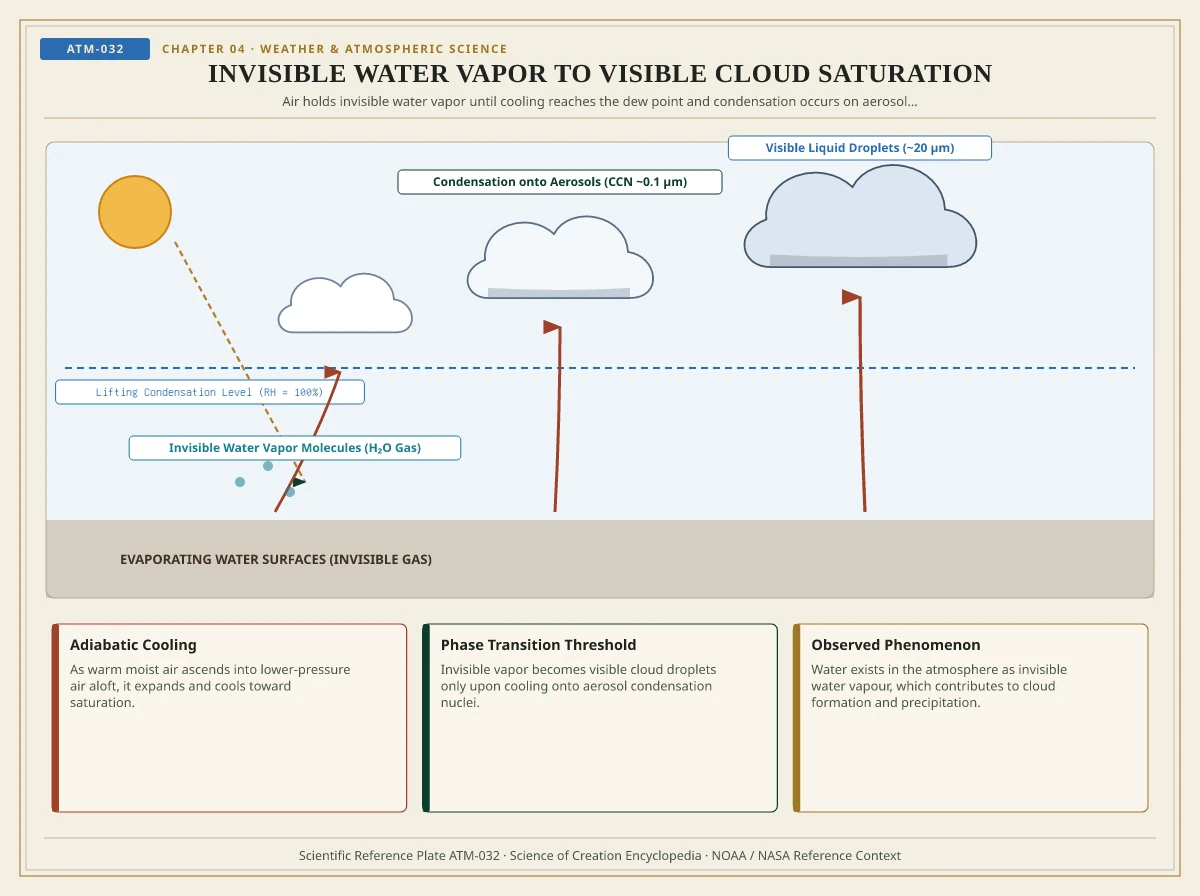 ATM-032
CHAPTER 04 · WEATHER & ATMOSPHERIC SCIENCE
INVISIBLE WATER VAPOR TO VISIBLE CLOUD SATURATION
Air holds invisible water vapor until cooling reaches the dew point and condensation occurs on aerosol...
Visible Liquid Droplets (~20 µm)
Condensation onto Aerosols (CCN ~0.1 µm)
Lifting Condensation Level (RH ≈ 100%)
Invisible Water Vapor Molecules (H₂O Gas)
EVAPORATING WATER SURFACES (INVISIBLE GAS)
Adiabatic Cooling
As warm moist air ascends into lower-pressure
air aloft, it expands and cools toward
saturation.
Phase Transition Threshold
Invisible vapor becomes visible cloud droplets
only upon cooling onto aerosol condensation
nuclei.
Observed Phenomenon
Water exists in the atmosphere as invisible
water vapour, which contributes to cloud
formation and precipitation.
Scientific Reference Plate ATM-032 · Science of Creation Encyclopedia · NOAA / NASA Reference Context